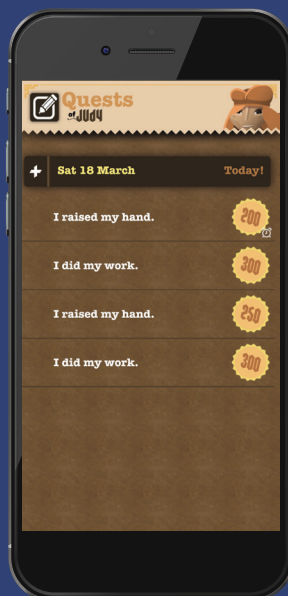 Quests
of JUdY
Sat 18 March Today!
I raised my hand. 200
I did my work. 300
I raised my hand. 250
I did my work. 300